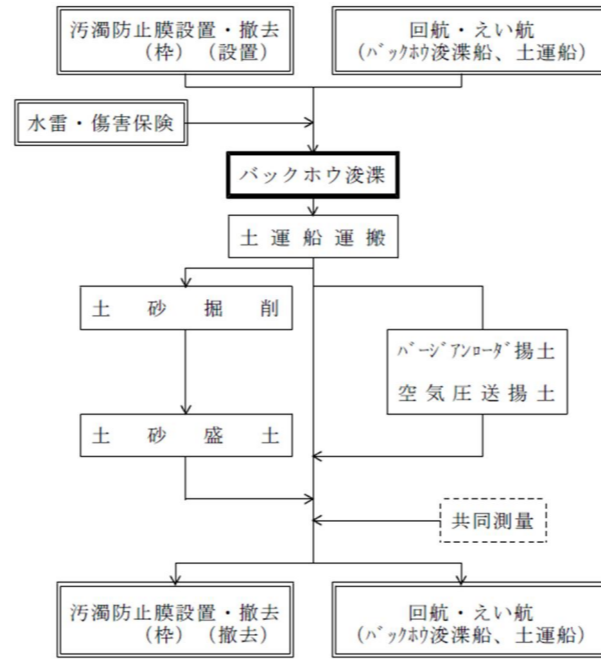 汚濁防止膜設置・撤去
(枠)(設置)
回航・えい航
(バックホウ浚渫船、土運船)
水雷・傷害保険
バックホウ浚渫
土運船運搬
土砂掘削
バージアンローダ揚土
空気圧送揚土
土砂盛土
共同測量
汚濁防止膜設置・撤去
(枠)(撤去)
回航・えい航
(バックホウ浚渫船、土運船)